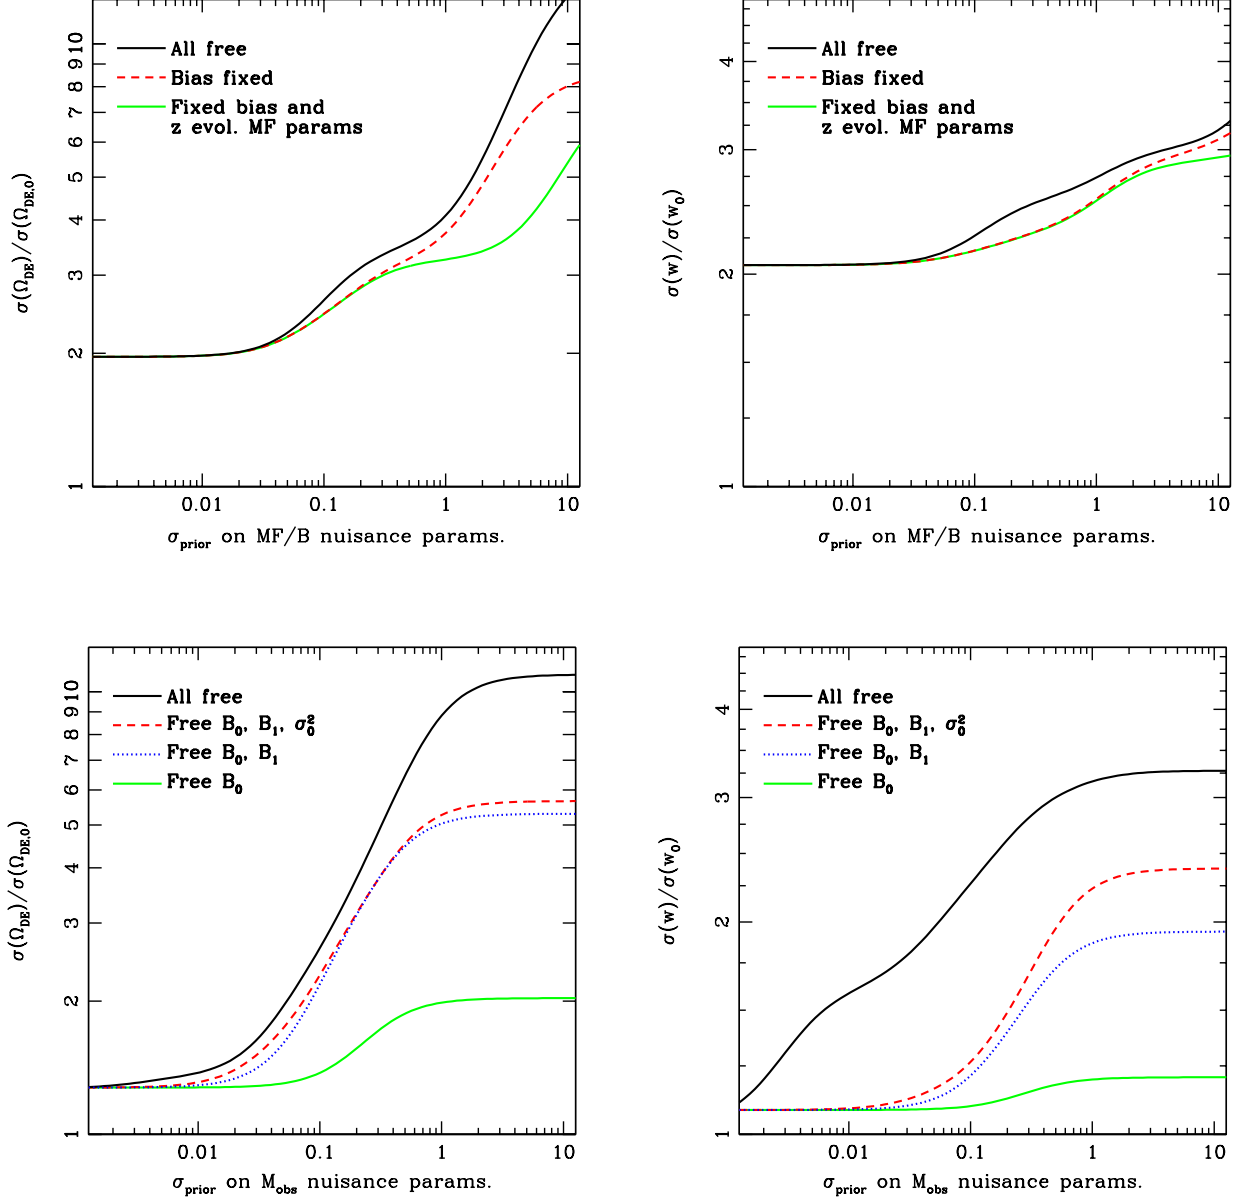 σ(Ω_DE)/σ(Ω_DE,0)
10
9
8
7
6
5
4
3
2
1
All free
Bias fixed
Fixed bias and
z evol. MF params
0.01 0.1 1 10
σ_prior on MF/B nuisance params.
σ(w)/σ(w_0)
4
3
2
1
All free
Bias fixed
Fixed bias and
z evol. MF params
0.01 0.1 1 10
σ_prior on MF/B nuisance params.
σ(Ω_DE)/σ(Ω_DE,0)
10
9
8
7
6
5
4
3
2
1
All free
Free B_0, B_1, σ_0^2
Free B_0, B_1
Free B_0
0.01 0.1 1 10
σ_prior on M_obs nuisance params.
σ(w)/σ(w_0)
4
3
2
1
All free
Free B_0, B_1, σ_0^2
Free B_0, B_1
Free B_0
0.01 0.1 1 10
σ_prior on M_obs nuisance params.